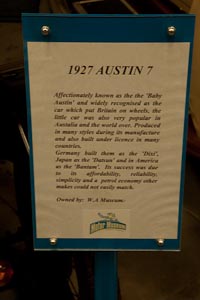 1927 AUSTIN 7
Affectionately known as the the 'Baby
Austin' and widely recognised as the
car which put Britain on wheels, the
little car was also very popular in
Australia and the world over. Produced
in many styles during its manufacture
and also built under licence in many
countries.
Germany built them as the 'Dixi',
Japan as the 'Datsun' and in America
as the 'Bantam'. Its success was due
to its affordability, reliability,
simplicity and a petrol economy other
makes could not easily match.
Owned by: W.A Museum.